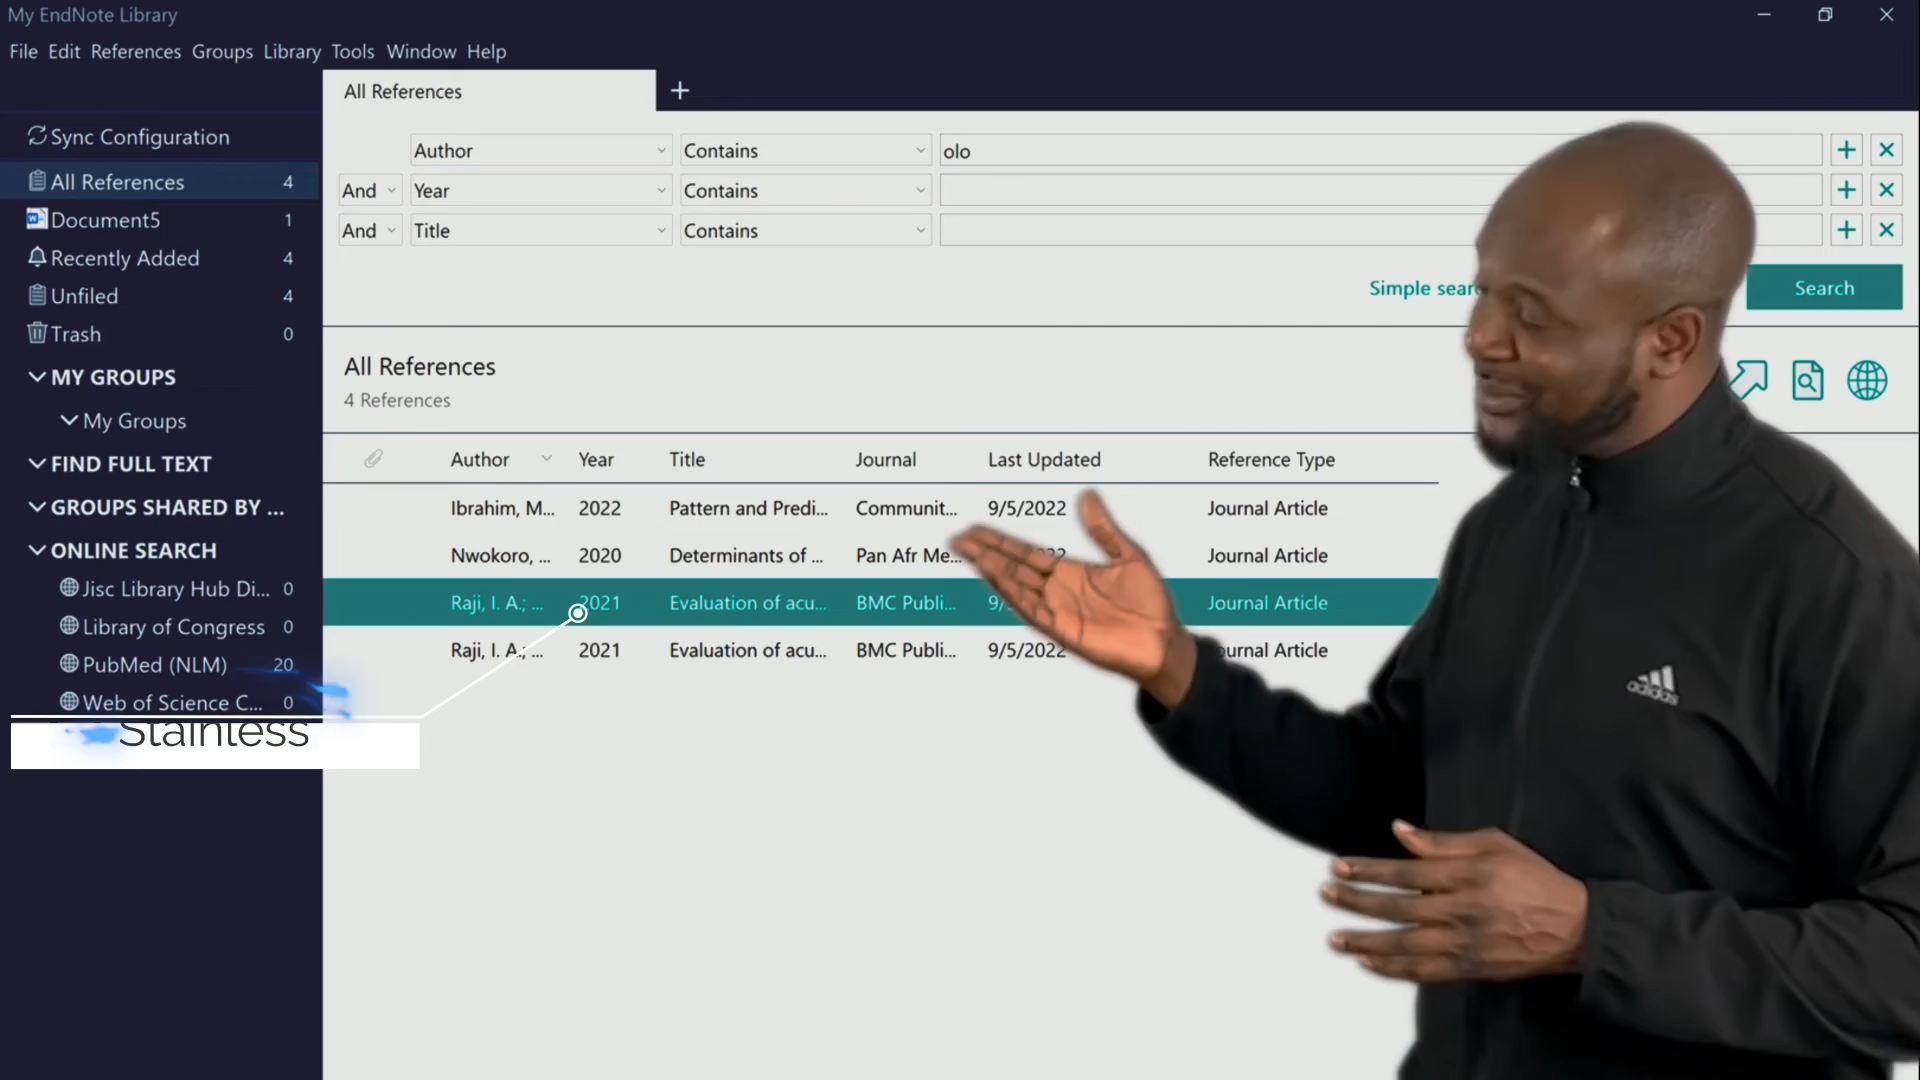 My EndNote Library
File Edit References Groups Library Tools Window Help
All References
Sync Configuration
All References 4
Document5 1
Recently Added 4
Unfiled 4
Trash 0
MY GROUPS
My Groups
FIND FULL TEXT
GROUPS SHARED BY ...
ONLINE SEARCH
Jisc Library Hub Di... 0
Library of Congress 0
PubMed (NLM) 20
Web of Science C... 0
Stainless
Author Contains olo
And Year Contains
And Title Contains
Simple sear
Search
All References
4 References
Author Year Title Journal Last Updated Reference Type
Ibrahim, M... 2022 Pattern and Predi... Communit... 9/5/2022 Journal Article
Nwokoro, ... 2020 Determinants of ... Pan Afr Me... Journal Article
Raji, I. A.; ... 2021 Evaluation of acu... BMC Publi... 9/ Journal Article
Raji, I. A.; ... 2021 Evaluation of acu... BMC Publi... 9/5/2022 ournal Article
adidas